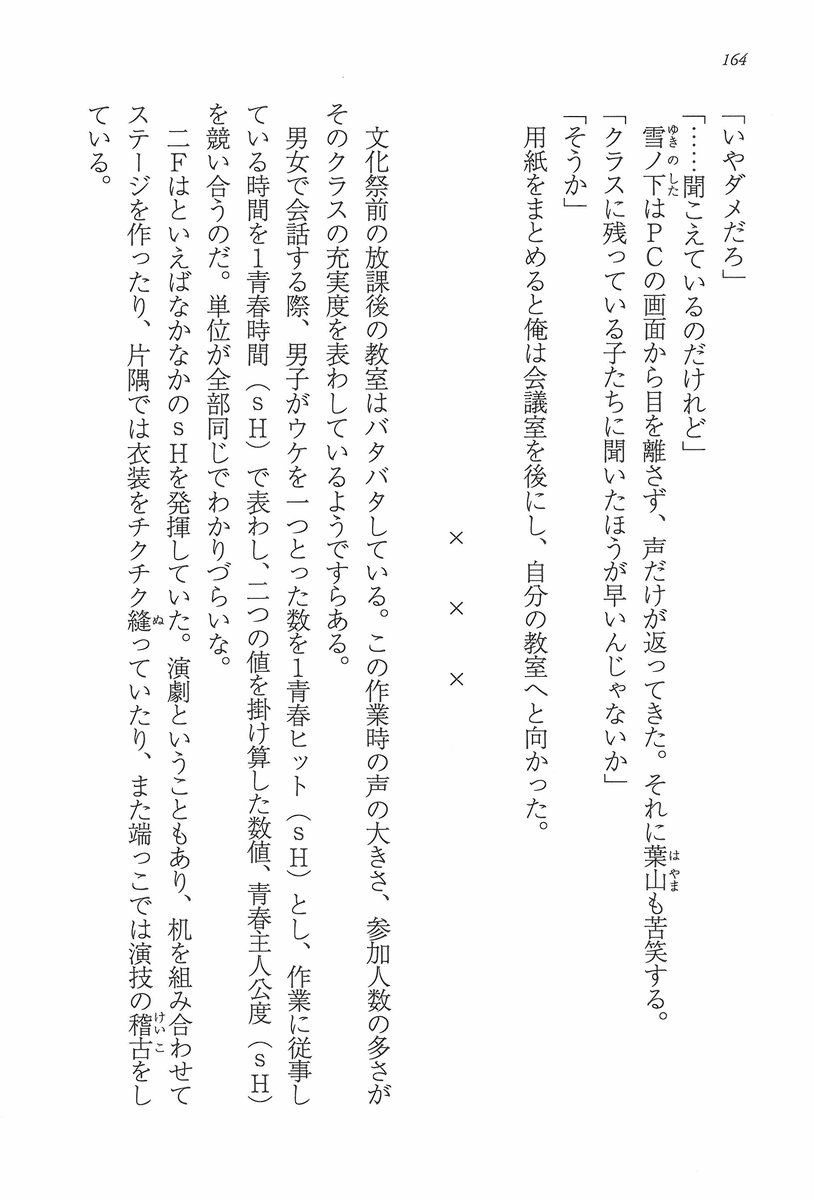 164
「いやダメだろ」
「……聞こえているのだけれど」
雪ノ下はPCの画面から目を離さず、声だけが返ってきた。それに葉山も苦笑する。
「クラスに残っている子たちに聞いたほうが早いんじゃないか」
「そうか」
用紙をまとめると俺は会議室を後にし、自分の教室へと向かった。
× × ×
文化祭前の放課後の教室はバタバタしている。この作業時の声の大きさ、参加人数の多さが
そのクラスの充実度を表わしているようですらある。
男女で会話する際、男子がウケを一つとった数を1青春ヒット（sH）とし、作業に従事し
ている時間を1青春時間（sH）で表わし、二つの値を掛け算した数値、青春主人公度（sH）
を競い合うのだ。単位が全部同じでわかりづらいな。
二FはといえばなかなかのsHを発揮していた。演劇ということもあり、机を組み合わせて
ステージを作ったり、片隅では衣装をチクチク縫っていたり、また端っこでは演技の稽古をし
ている。